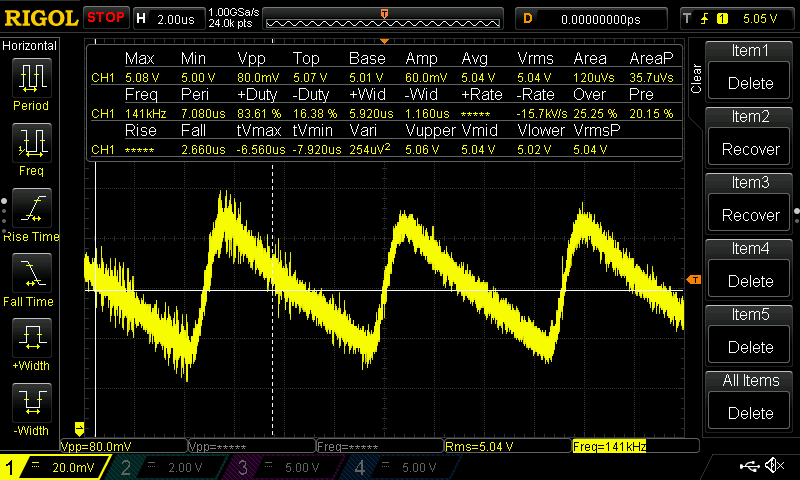 RIGOL STOP H 2.00us 1.00GSa/s 24.0k pts T D 0.00000000ps T 1 5.05 V
Horizontal
Period
Freq
Rise Time
Fall Time
+Width
-Width
Max Min Vpp Top Base Amp Avg Vrms Area AreaP
CH1 5.08 V 5.00 V 80.0mV 5.07 V 5.01 V 60.0mV 5.04 V 5.04 V 120uVs 35.7uVs
Freq Peri +Duty -Duty +Wid -Wid +Rate -Rate Over Pre
CH1 141kHz 7.080us 83.61 % 16.38 % 5.920us 1.160us ***** -15.7kV/s 25.25 % 20.15 %
Rise Fall tVmax tVmin Vari Vupper Vmid Vlower VrmsP
CH1 ***** 2.660us -6.560us -7.920us 254uV² 5.06 V 5.04 V 5.02 V 5.04 V
T
Clear
Item1
Delete
Item2
Recover
Item3
Recover
Item4
Delete
Item5
Delete
All Items
Delete
Vpp=80.0mV Vpp=***** Freq=***** Rms=5.04 V Freq=141kHz
1 20.0mV 2 2.00 V 3 5.00 V 4 5.00 V